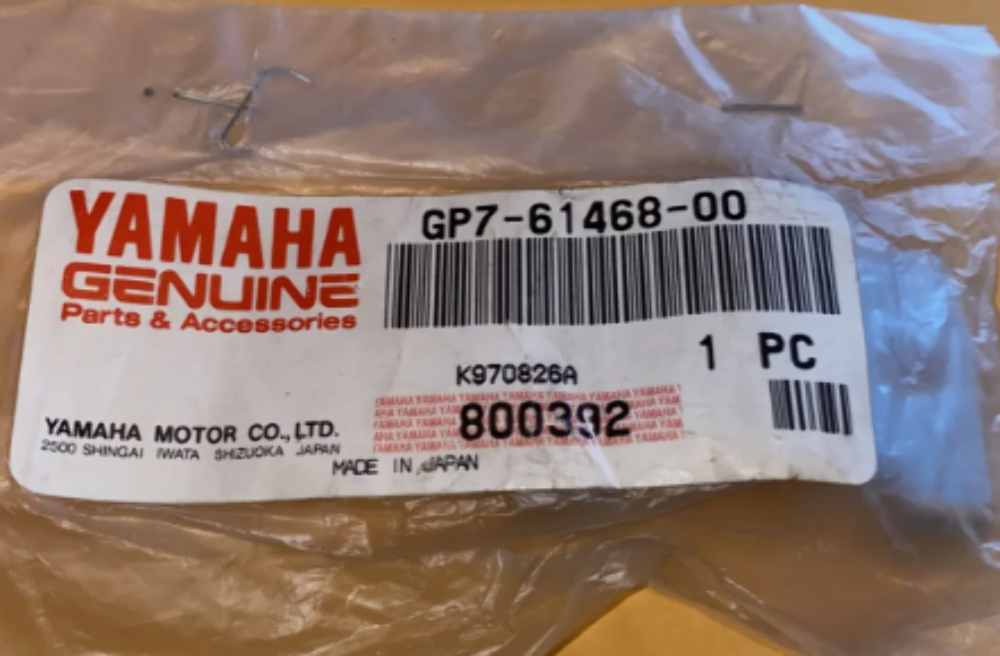 YAMAHA
GENUINE
Parts & Accessories
GP7-61468-00
1 PC
K970826A
800392
YAMAHA MOTOR CO., LTD.
2500 SHINGAI IWATA SHIZUOKA JAPAN
MADE IN JAPAN